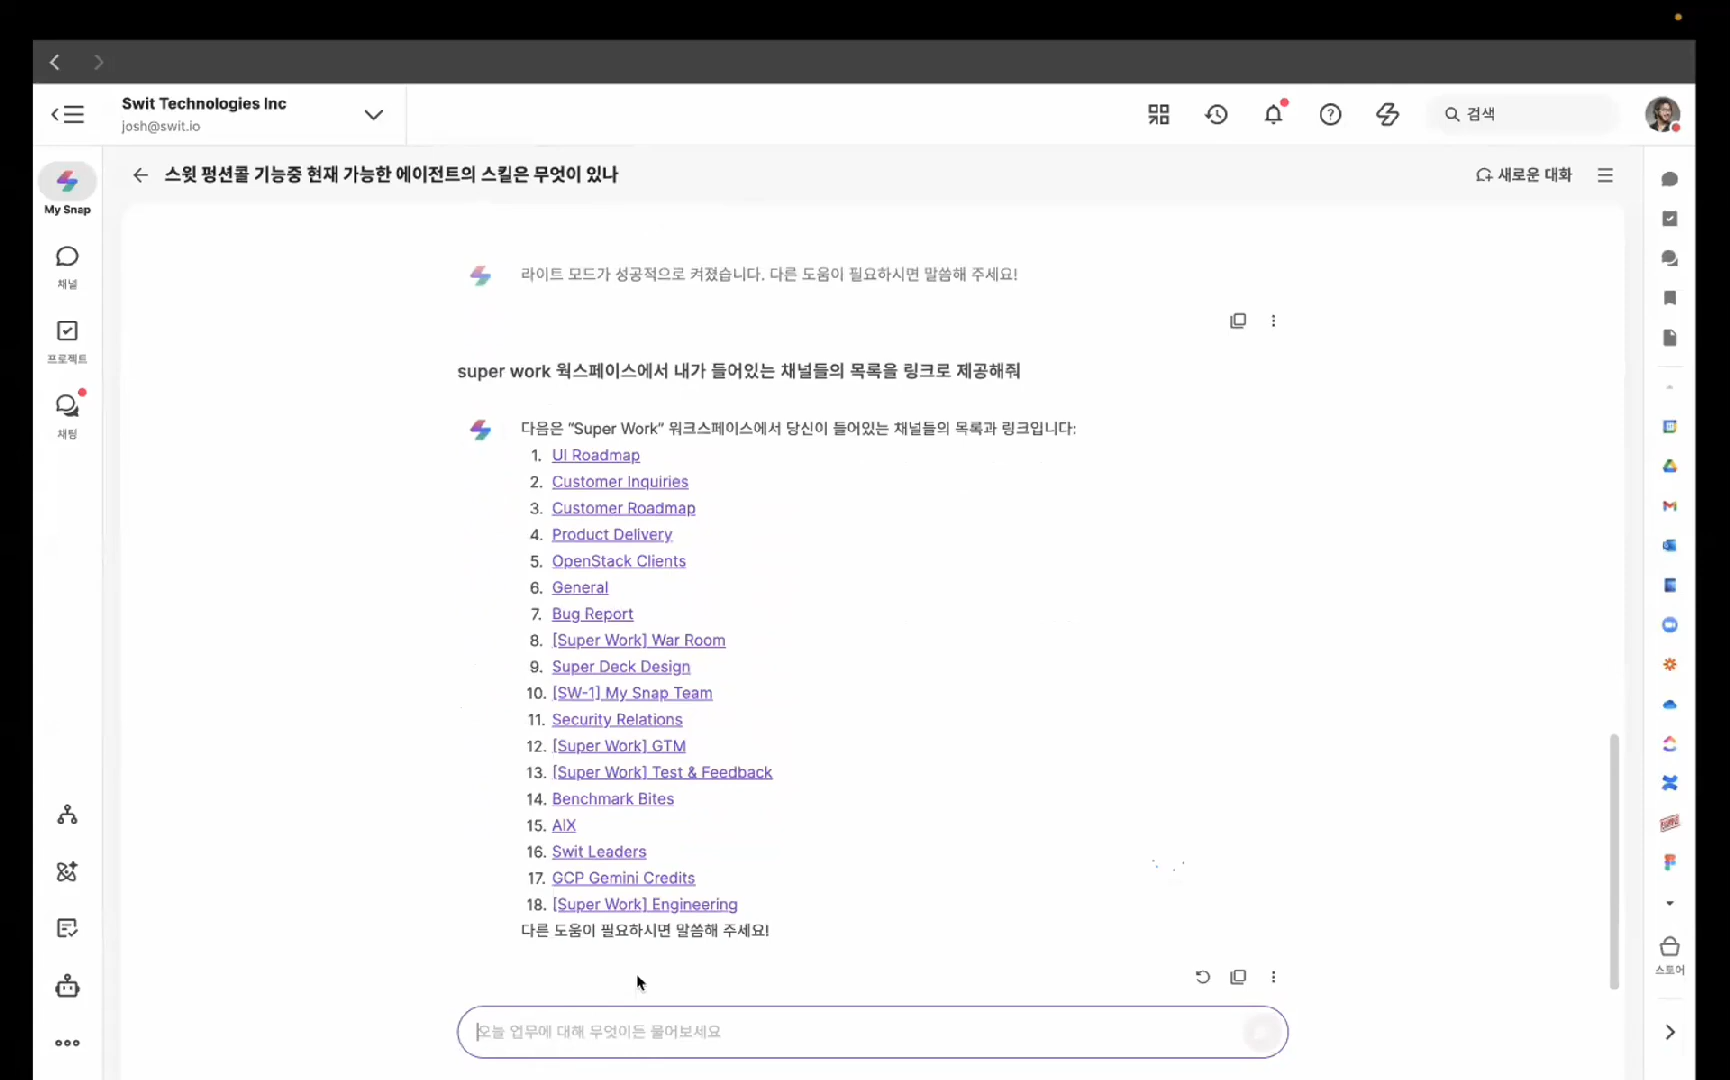 Swit Technologies Inc
josh@swit.io
검색
My Snap
채널
프로젝트
채팅
스윗 펑션콜 기능중 현재 가능한 에이전트의 스킬은 무엇이 있나
새로운 대화
라이트 모드가 성공적으로 켜졌습니다. 다른 도움이 필요하시면 말씀해 주세요!
super work 웍스페이스에서 내가 들어있는 채널들의 목록을 링크로 제공해줘
다음은 “Super Work” 워크스페이스에서 당신이 들어있는 채널들의 목록과 링크입니다:
1. UI Roadmap
2. Customer Inquiries
3. Customer Roadmap
4. Product Delivery
5. OpenStack Clients
6. General
7. Bug Report
8. [Super Work] War Room
9. Super Deck Design
10. [SW-1] My Snap Team
11. Security Relations
12. [Super Work] GTM
13. [Super Work] Test & Feedback
14. Benchmark Bites
15. AIX
16. Swit Leaders
17. GCP Gemini Credits
18. [Super Work] Engineering
다른 도움이 필요하시면 말씀해 주세요!
오늘 업무에 대해 무엇이든 물어보세요
스토어